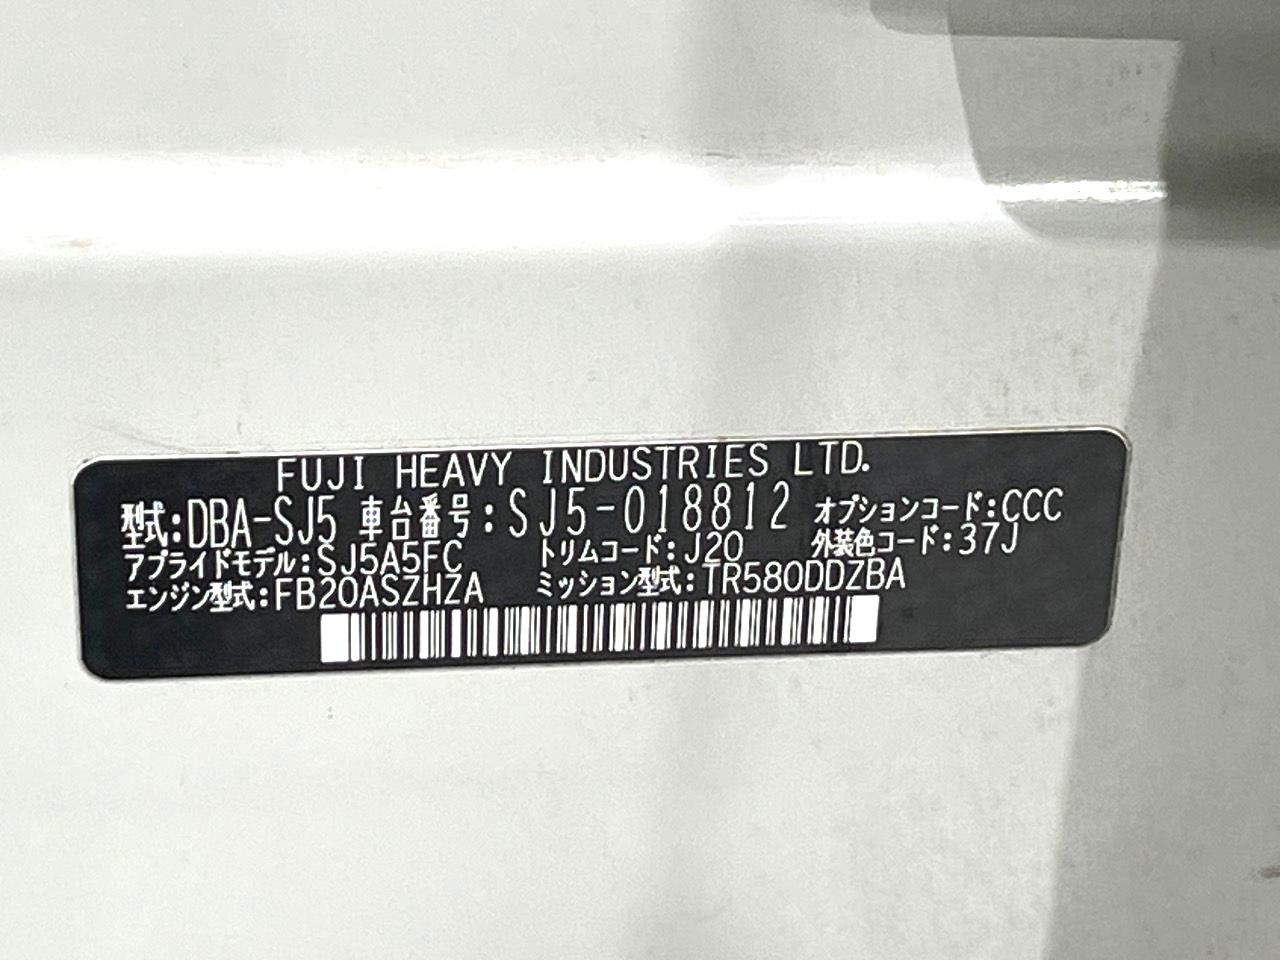 FUJI HEAVY INDUSTRIES LTD.
型式:DBA-SJ5 車台番号:SJ5-018812 オプションコード:CCC
アプライドモデル:SJ5A5FC トリムコード:J20 外装色コード:37J
エンジン型式:FB20ASZHZA ミッション型式:TR580DDZBA